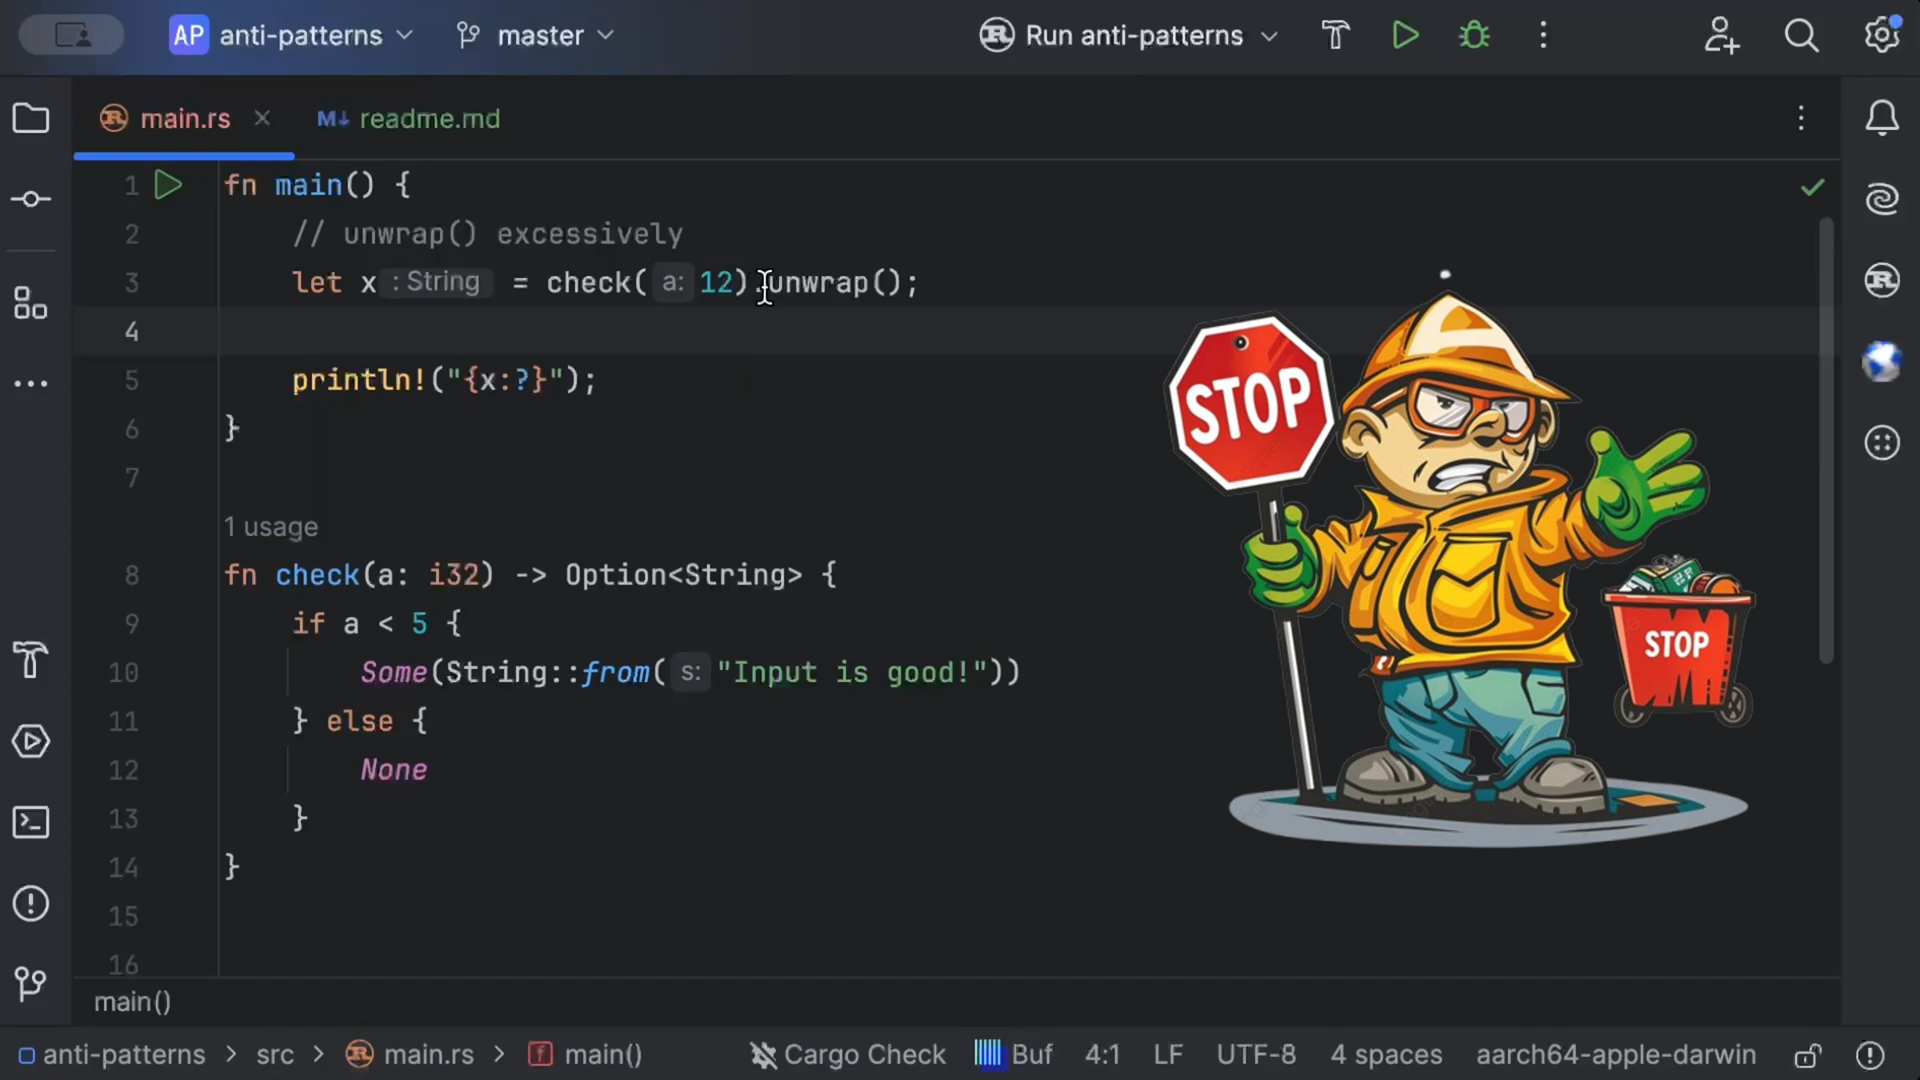 AP anti-patterns master Run anti-patterns
main.rs M↓ readme.md
1 fn main() {
2 // unwrap() excessively
3 let x : String = check( a: 12).unwrap();
4
5 println!("{x:?}");
6 }
7
1 usage
8 fn check(a: i32) -> Option<String> {
9 if a < 5 {
10 Some(String::from( s: "Input is good!"))
11 } else {
12 None
13 }
14 }
15
16
STOP
STOP
main()
anti-patterns > src > main.rs > f main() Cargo Check Buf 4:1 LF UTF-8 4 spaces aarch64-apple-darwin